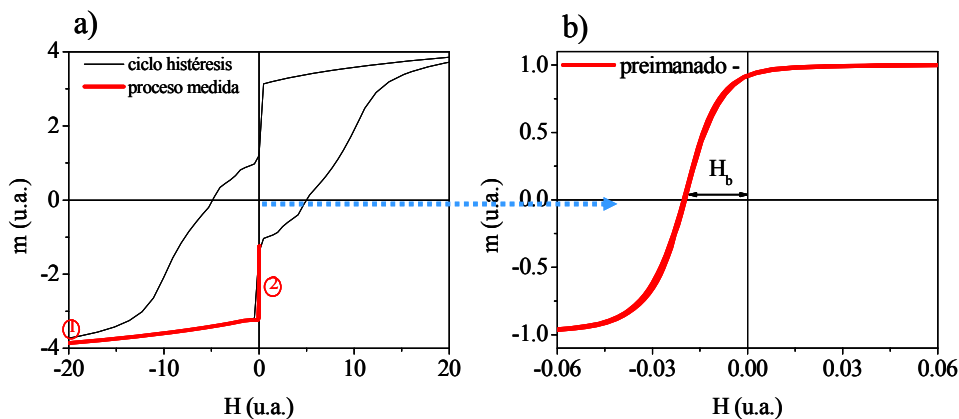 a)
ciclo histéresis
proceso medida
4
2
0
-2
-4
-20
-10
0
10
20
m (u.a.)
H (u.a.)
1
2
b)
preimanado -
H_b
1.0
0.5
0.0
-0.5
-1.0
-0.06
-0.03
0.00
0.03
0.06
m (u.a.)
H (u.a.)